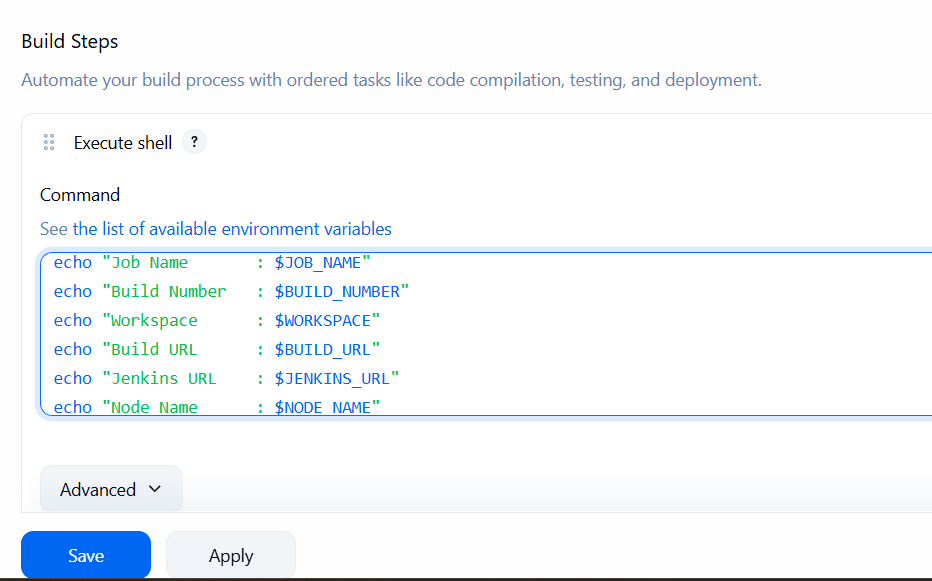 Build Steps
Automate your build process with ordered tasks like code compilation, testing, and deployment.
Execute shell ?
Command
See the list of available environment variables
echo "Job Name       : $JOB_NAME"
echo "Build Number   : $BUILD_NUMBER"
echo "Workspace      : $WORKSPACE"
echo "Build URL      : $BUILD_URL"
echo "Jenkins URL    : $JENKINS_URL"
echo "Node Name      : $NODE_NAME"
Advanced
Save Apply